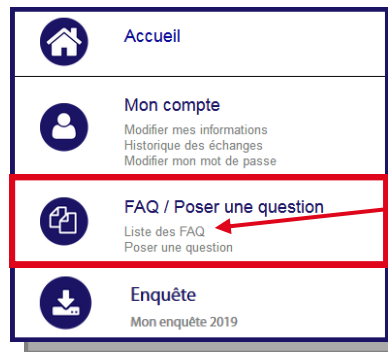 Accueil
Mon compte
Modifier mes informations
Historique des échanges
Modifier mon mot de passe
FAQ / Poser une question
Liste des FAQ
Poser une question
Enquête
Mon enquête 2019